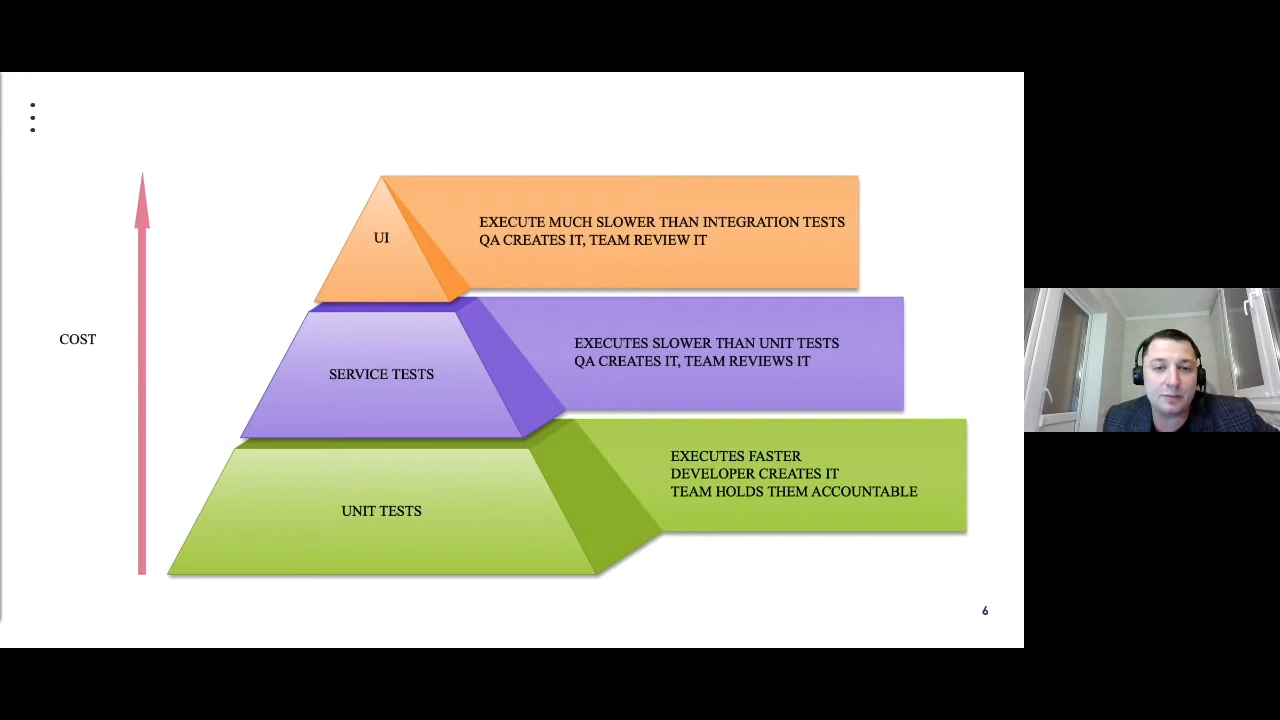 UI
EXECUTE MUCH SLOWER THAN INTEGRATION TESTS
QA CREATES IT, TEAM REVIEW IT
COST
SERVICE TESTS
EXECUTES SLOWER THAN UNIT TESTS
QA CREATES IT, TEAM REVIEWS IT
UNIT TESTS
EXECUTES FASTER
DEVELOPER CREATES IT
TEAM HOLDS THEM ACCOUNTABLE
6